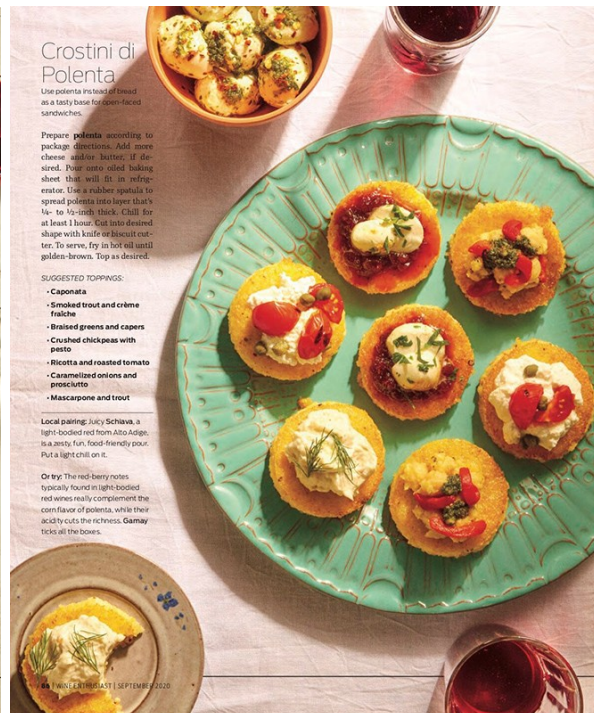 Crostini di
Polenta
Use polenta instead of bread
as a tasty base for open-faced
sandwiches.
Prepare polenta according to
package directions. Add more
cheese and/or butter, if de-
sired. Pour onto oiled baking
sheet that will fit in refrig-
erator. Use a rubber spatula to
spread polenta into layer that's
¼- to ½-inch thick. Chill for
at least 1 hour. Cut into desired
shape with knife or biscuit cut-
ter. To serve, fry in hot oil until
golden-brown. Top as desired.
SUGGESTED TOPPINGS:
• Caponata
• Smoked trout and crème
fraîche
• Braised greens and capers
• Crushed chickpeas with
pesto
• Ricotta and roasted tomato
• Caramelized onions and
prosciutto
• Mascarpone and trout
Local pairing: Juicy Schiava, a
light-bodied red from Alto Adige,
is a zesty, fun, food-friendly pour.
Put a light chill on it.
Or try: The red-berry notes
typically found in light-bodied
red wines really complement the
corn flavor of polenta, while their
acidity cuts the richness. Gamay
ticks all the boxes.
88 | WINE ENTHUSIAST | SEPTEMBER 2020